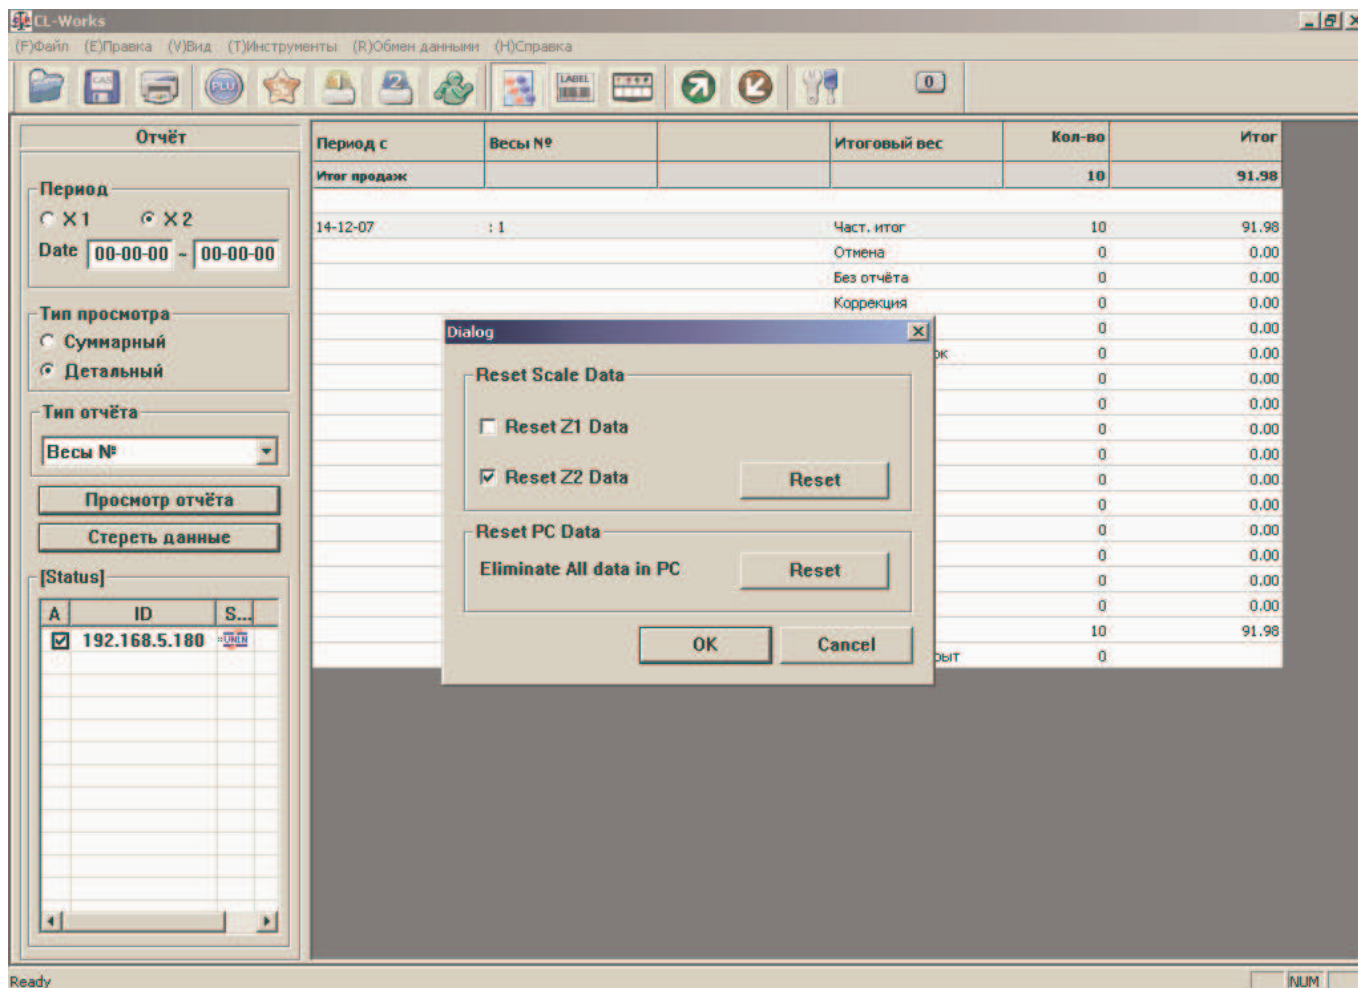 CL-Works
(F)Файл (E)Правка (V)Вид (T)Инструменты (R)Обмен данными (H)Справка
CAS PLU 1 2 LABEL 0
Отчёт
Период
X 1 X 2
Date 00-00-00 ~ 00-00-00
Тип просмотра
Суммарный
Детальный
Тип отчёта
Весы №
Просмотр отчёта
Стереть данные
[Status]
A ID S...
192.168.5.180
Период с Весы № Итоговый вес Кол-во Итог
Итог продаж 10 91.98
14-12-07 : 1 Част. итог 10 91.98
Отмена 0 0.00
Без отчёта 0 0.00
Коррекция 0 0.00
0 0.00
ок 0 0.00
0 0.00
0 0.00
0 0.00
0 0.00
0 0.00
0 0.00
0 0.00
0 0.00
0 0.00
0 0.00
10 91.98
рыт 0
Dialog
Reset Scale Data
Reset Z1 Data
Reset Z2 Data Reset
Reset PC Data
Eliminate All data in PC Reset
OK Cancel
Ready NUM